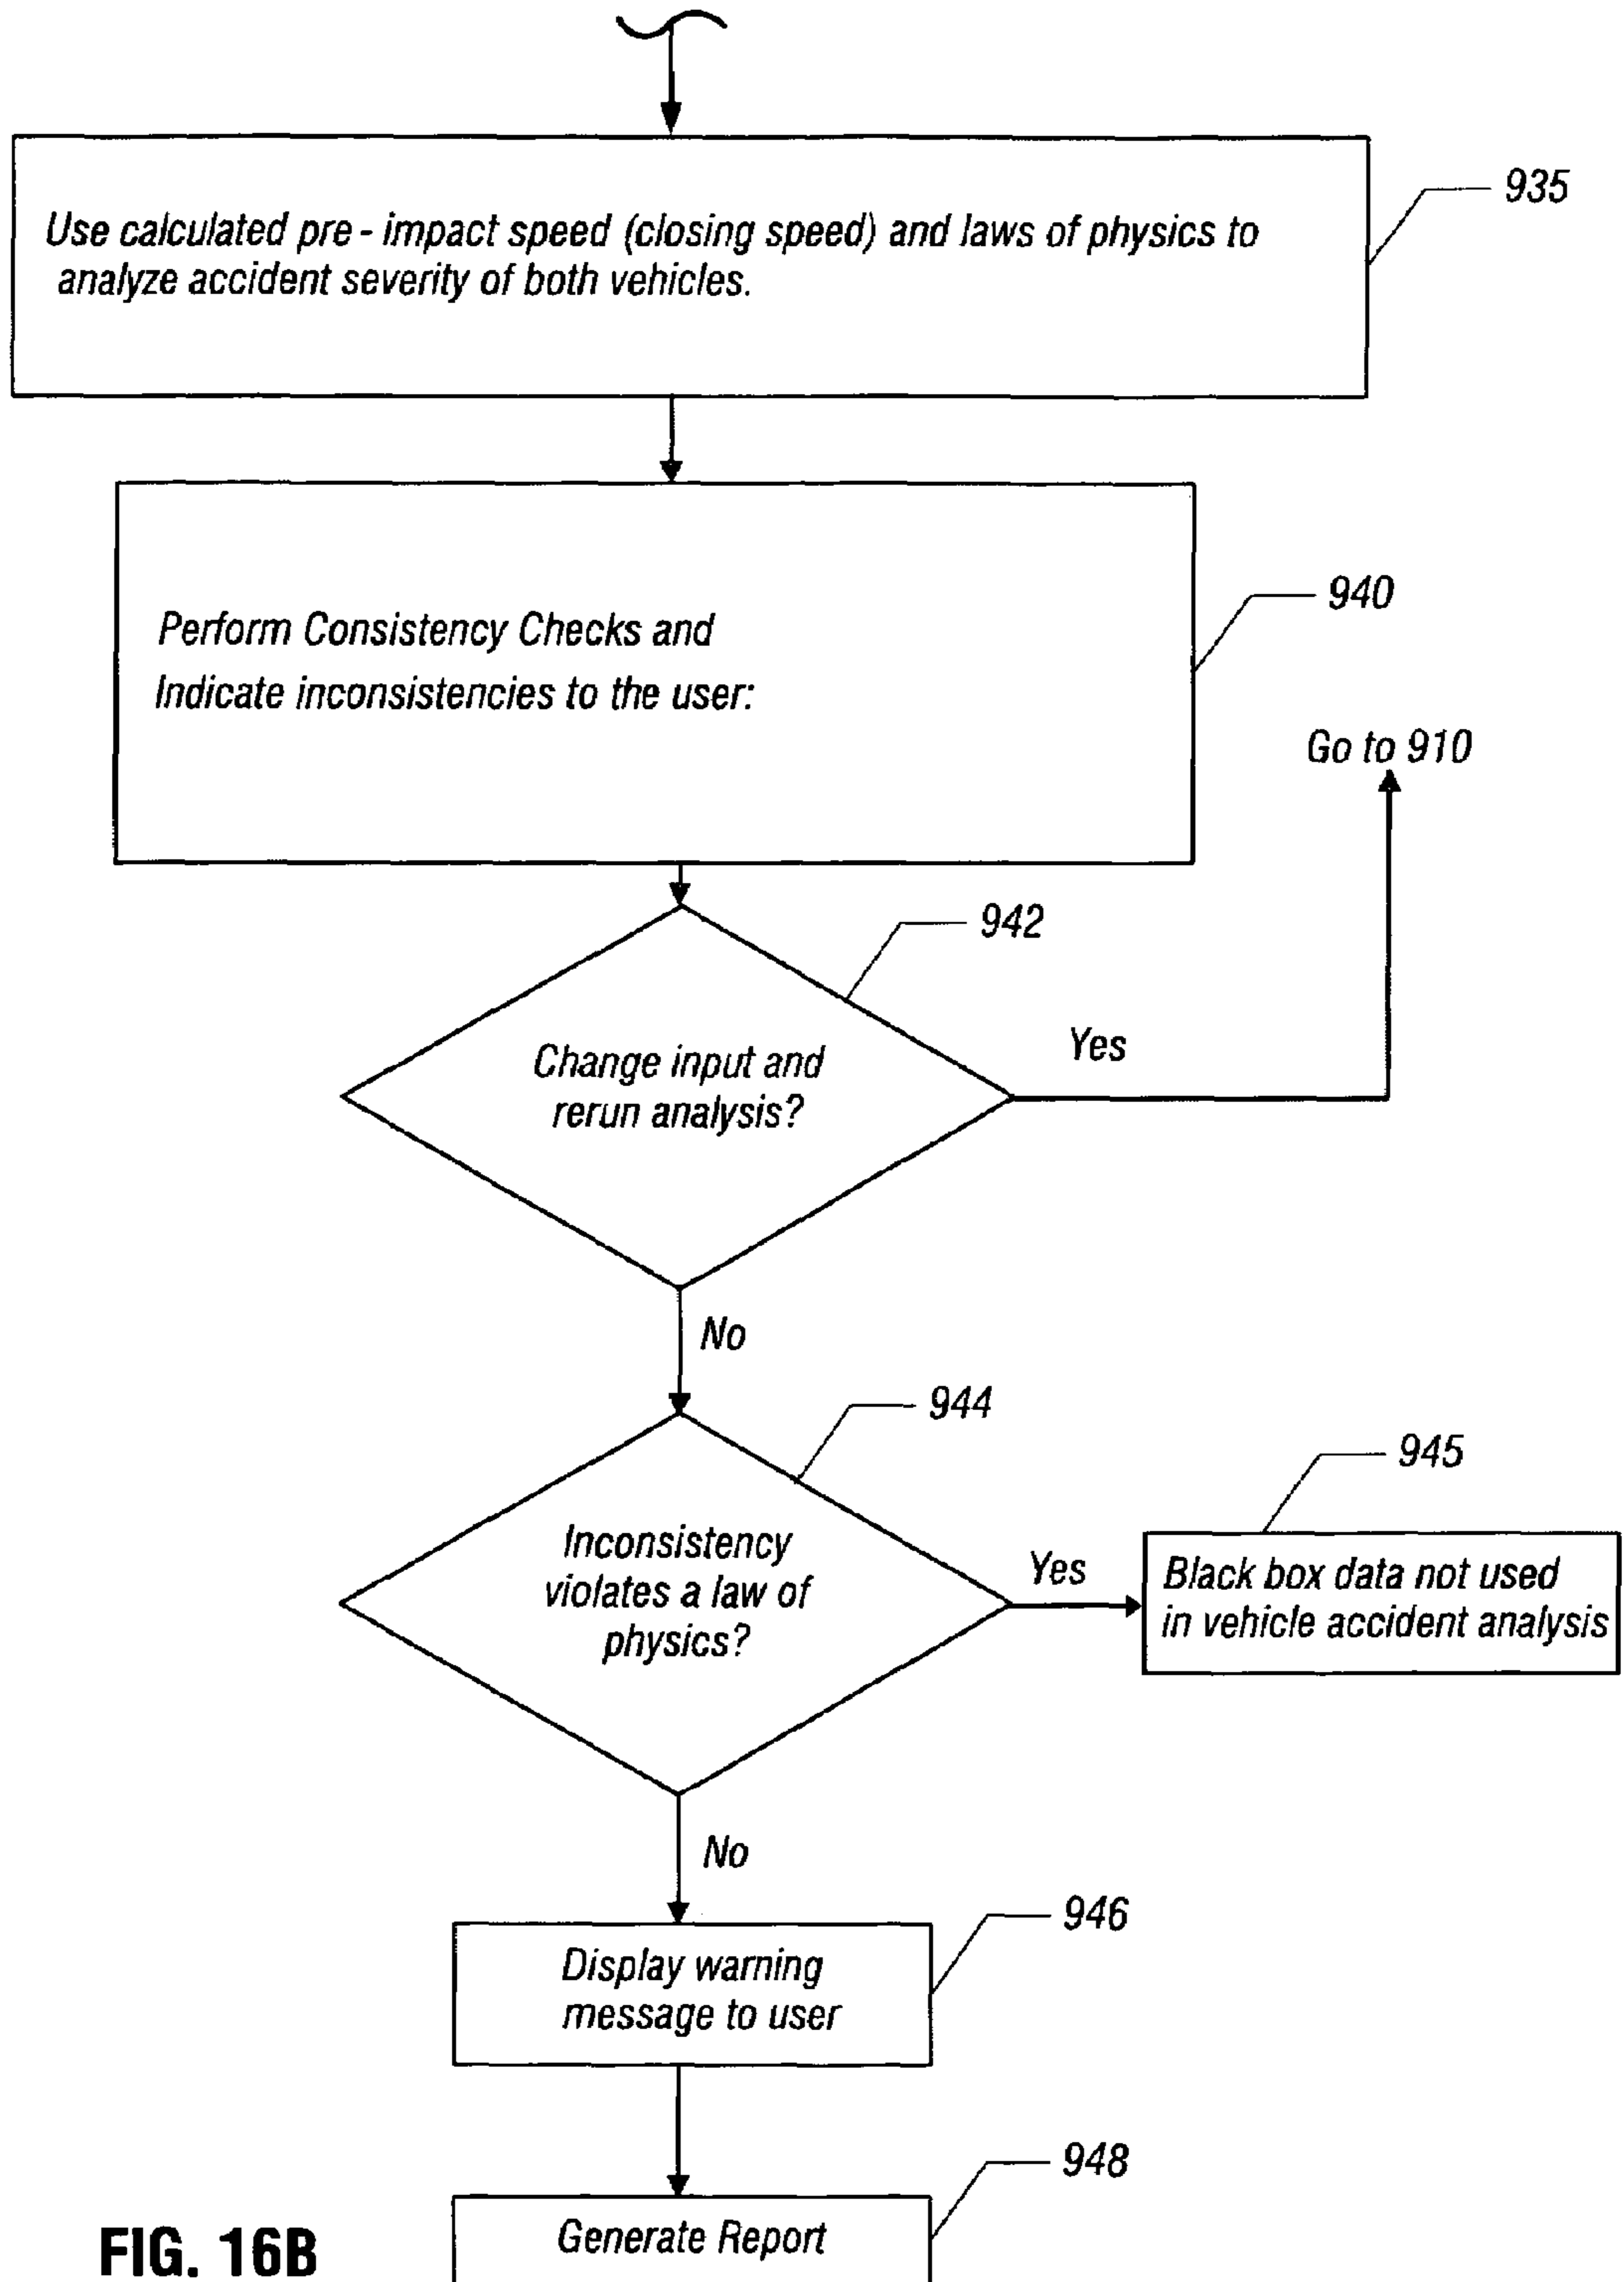 Use calculated pre - impact speed (closing speed) and laws of physics to
analyze accident severity of both vehicles.
935
Perform Consistency Checks and
Indicate inconsistencies to the user:
940
Go to 910
942
Change input and
rerun analysis?
Yes
No
944
Inconsistency
violates a law of
physics?
Yes
945
Black box data not used
in vehicle accident analysis
No
946
Display warning
message to user
948
Generate Report
FIG. 16B